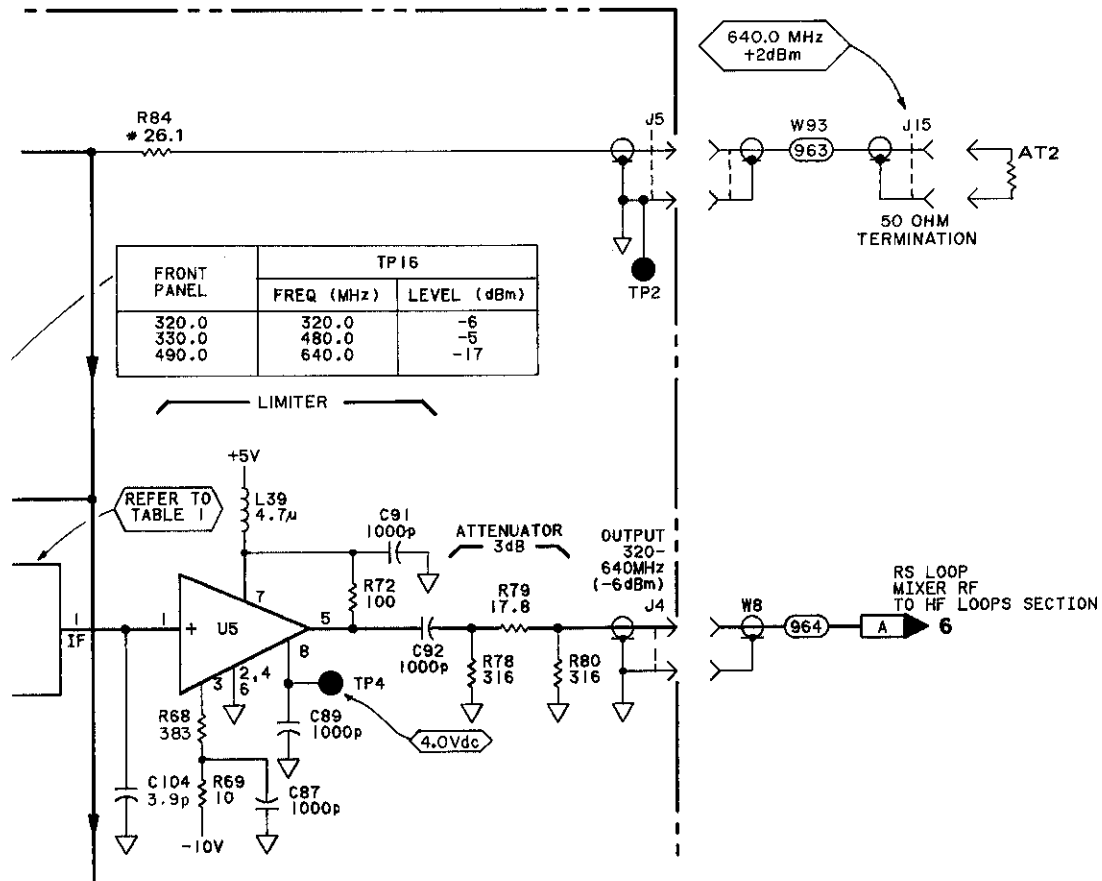 640.0 MHz
+2dBm
R84
* 26.1
J5
W93
963
J15
AT2
50 OHM
TERMINATION
TP2
FRONT
PANEL
TP16
FREQ (MHz)
LEVEL (dBm)
320.0 320.0 -6
330.0 480.0 -5
490.0 640.0 -17
LIMITER
+5V
REFER TO
TABLE 1
L39
4.7µ
C91
1000p
ATTENUATOR
3dB
OUTPUT
320-
640MHz
(-6dBm)
R72
100
R79
17.8
J4
W8
964
RS LOOP
MIXER RF
TO HF LOOPS SECTION
A
6
1
IF
1
+
U5
7
5
8
3
2,4
6
C92
1000p
R78
316
R80
316
TP4
4.0Vdc
R68
383
C89
1000p
C104
3.9p
R69
10
C87
1000p
-10V